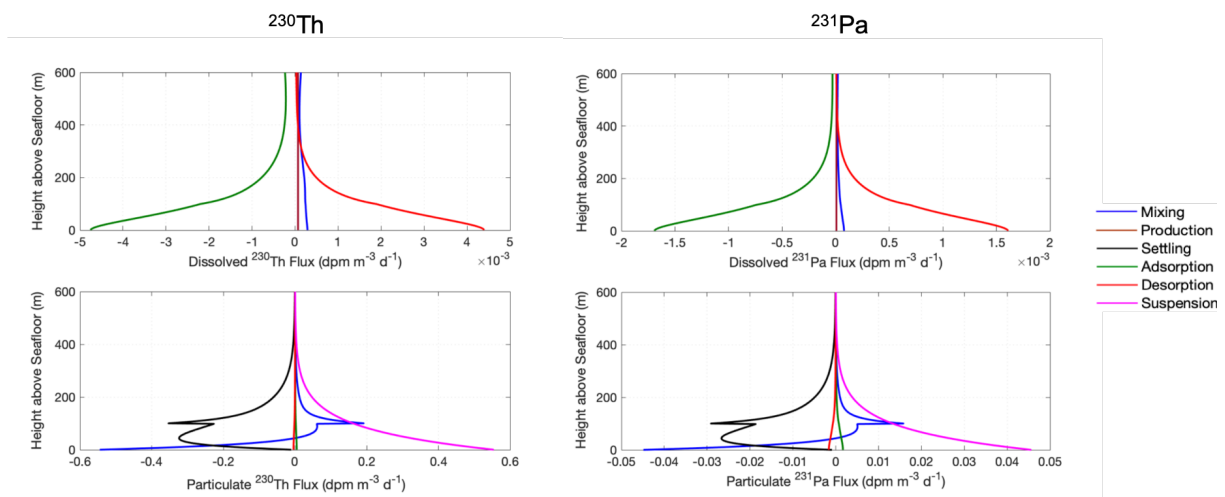 ²³⁰Th ²³¹Pa
600
400
200
0
Height above Seafloor (m)
-5 -4 -3 -2 -1 0 1 2 3 4 5
Dissolved ²³⁰Th Flux (dpm m⁻³ d⁻¹) ×10⁻³
600
400
200
0
Height above Seafloor (m)
-2 -1.5 -1 -0.5 0 0.5 1 1.5 2
Dissolved ²³¹Pa Flux (dpm m⁻³ d⁻¹) ×10⁻³
Mixing
Production
Settling
Adsorption
Desorption
Suspension
600
400
200
0
Height above Seafloor (m)
-0.6 -0.4 -0.2 0 0.2 0.4 0.6
Particulate ²³⁰Th Flux (dpm m⁻³ d⁻¹)
600
400
200
0
Height above Seafloor (m)
-0.05 -0.04 -0.03 -0.02 -0.01 0 0.01 0.02 0.03 0.04 0.05
Particulate ²³¹Pa Flux (dpm m⁻³ d⁻¹)